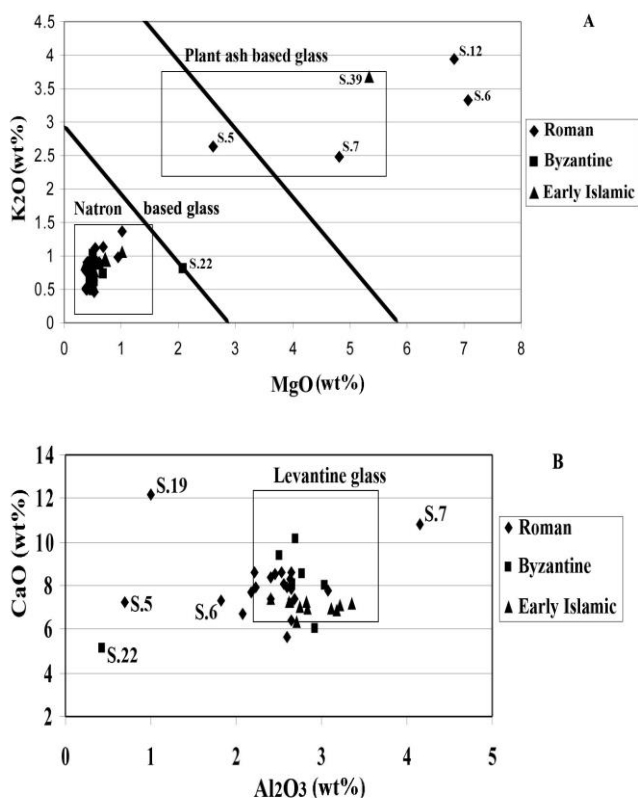 A
4.5
4
3.5
3
2.5
2
1.5
1
0.5
0
K2O (wt%)
Plant ash based glass
S.12
S.39
S.6
S.5
S.7
Natron based glass
S.22
0 1 2 3 4 5 6 7 8
MgO (wt%)
Roman
Byzantine
Early Islamic
B
14
12
10
8
6
4
2
CaO (wt%)
Levantine glass
S.19
S.7
S.5
S.6
S.22
0 1 2 3 4 5
Al2O3 (wt%)
Roman
Byzantine
Early Islamic